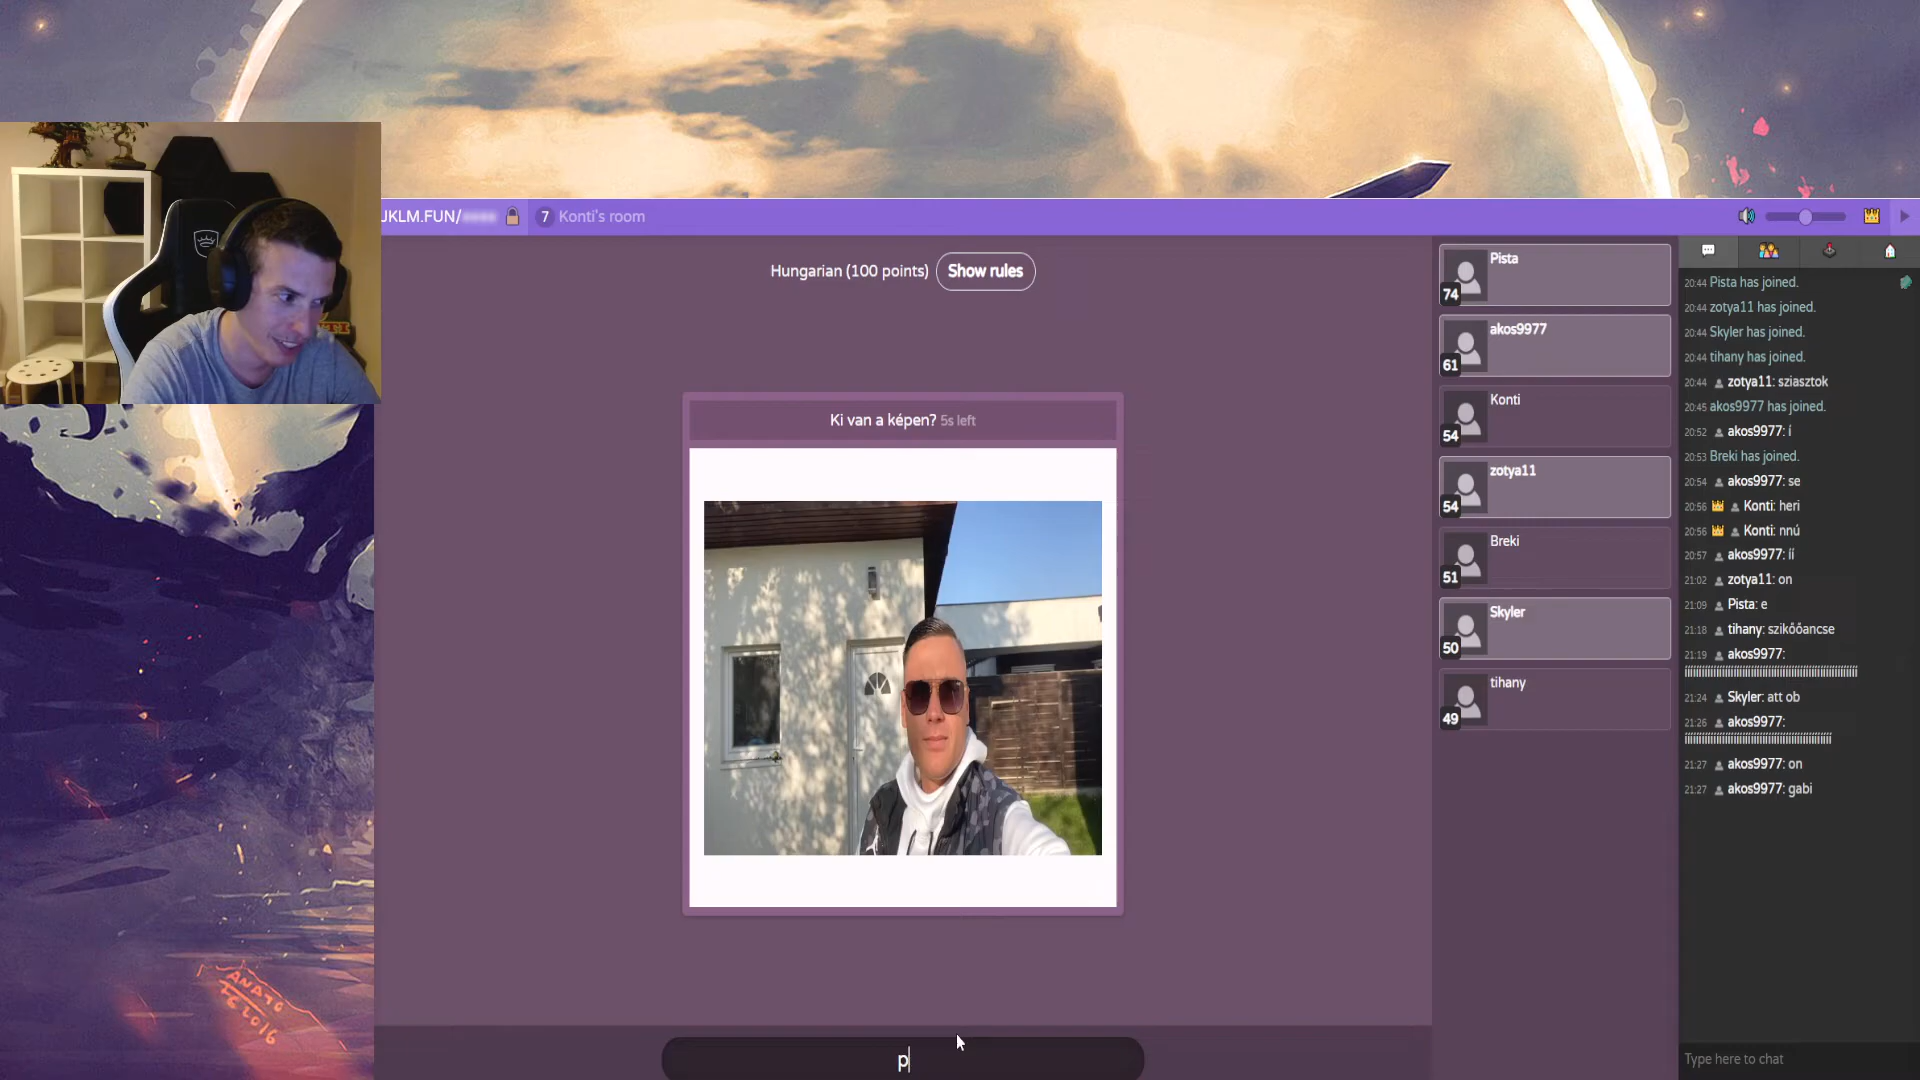 JKLM.FUN/
7 Konti's room
Hungarian (100 points)
Show rules
Ki van a képen? 5s left
p
Pista
74
akos9977
61
Konti
54
zotya11
54
Breki
51
Skyler
50
tihany
49
20:44 Pista has joined.
20:44 zotya11 has joined.
20:44 Skyler has joined.
20:44 tihany has joined.
20:44 zotya11: sziasztok
20:45 akos9977 has joined.
20:52 akos9977: í
20:53 Breki has joined.
20:54 akos9977: se
20:56 Konti: heri
20:56 Konti: nnú
20:57 akos9977: íí
21:02 zotya11: on
21:09 Pista: e
21:18 tihany: szikőőancse
21:19 akos9977:
21:24 Skyler: att ob
21:26 akos9977:
21:27 akos9977: on
21:27 akos9977: gabi
Type here to chat
ANATO
2016